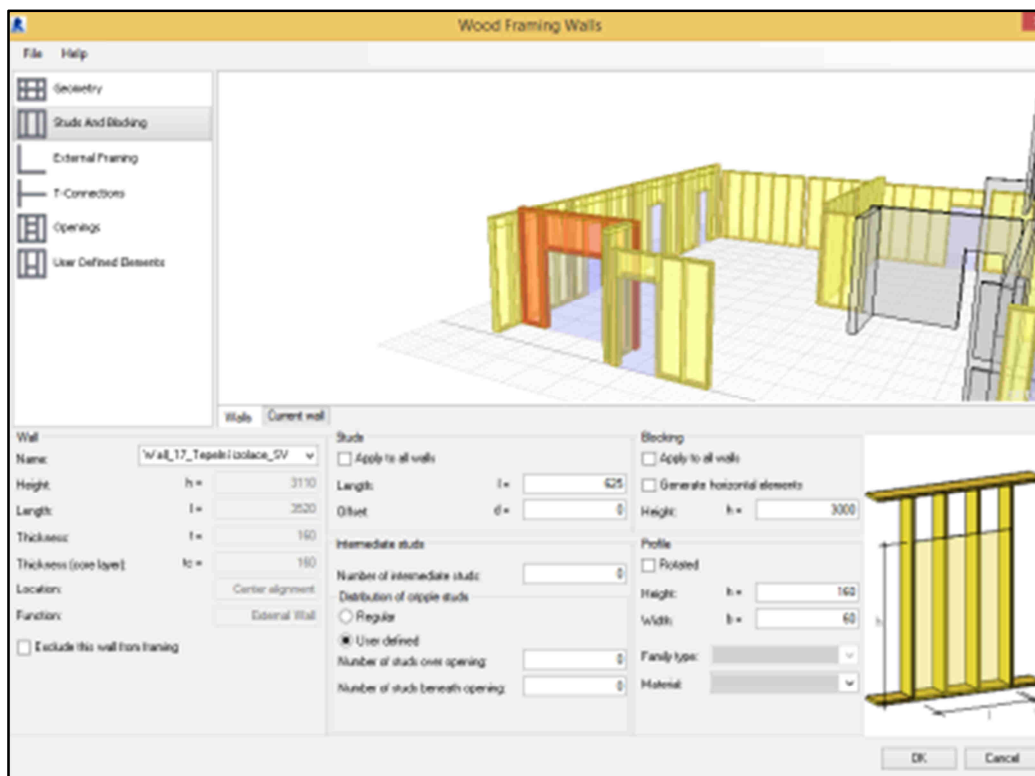 Wood Framing Walls
File Help
Geometry
Studs And Blocking
External Framing
T-Connections
Openings
User Defined Elements
Walls Current wall
Wall
Name: Wall_17_Tepelni izolace_SV
Height: h = 3110
Length: l = 3520
Thickness: t = 160
Thickness (core layer): tc = 160
Location: Center alignment
Function: External Wall
Exclude this wall from framing
Studs
Apply to all walls
Length: l = 625
Offset: d = 0
Intermediate studs
Number of intermediate studs: 0
Distribution of cripple studs
Regular
User defined
Number of studs over opening: 0
Number of studs beneath opening: 0
Blocking
Apply to all walls
Generate horizontal elements
Height: h = 3000
Profile
Rotated
Height: h = 160
Width: b = 60
Family type:
Material:
h
l
OK Cancel